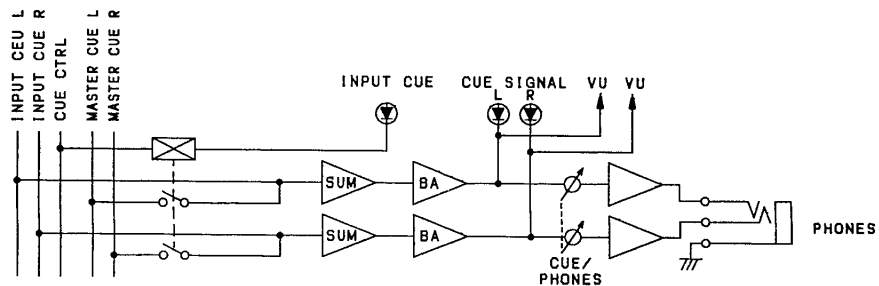 INPUT CEU L
INPUT CUE R
CUE CTRL
MASTER CUE L
MASTER CUE R
INPUT CUE
CUE SIGNAL
L
R
VU
VU
SUM
BA
SUM
BA
CUE/
PHONES
PHONES